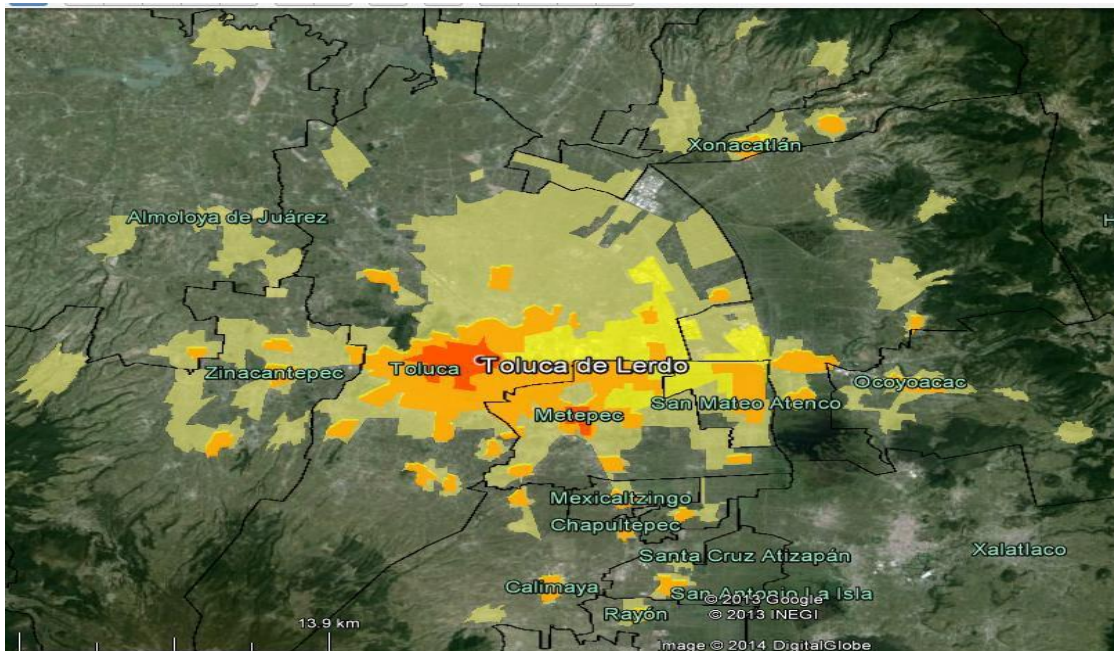 Xonacatlán
Almoloya de Juárez
Toluca de Lerdo
Zinacantepec
Toluca
Ocoyoacac
San Mateo Atenco
Metepec
Mexicaltzingo
Chapultepec
Santa Cruz Atizapán
Xalatlaco
Calimaya
San Antonio La Isla
© 2013 Google
Rayón
© 2013 INEGI
13.9 km
Image © 2014 DigitalGlobe